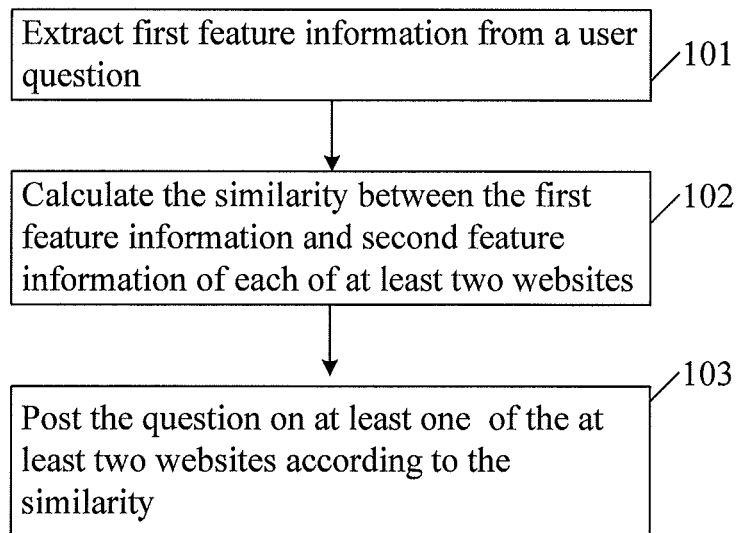 Extract first feature information from a user
question
101
Calculate the similarity between the first
feature information and second feature
information of each of at least two websites
102
Post the question on at least one of the at
least two websites according to the
similarity
103